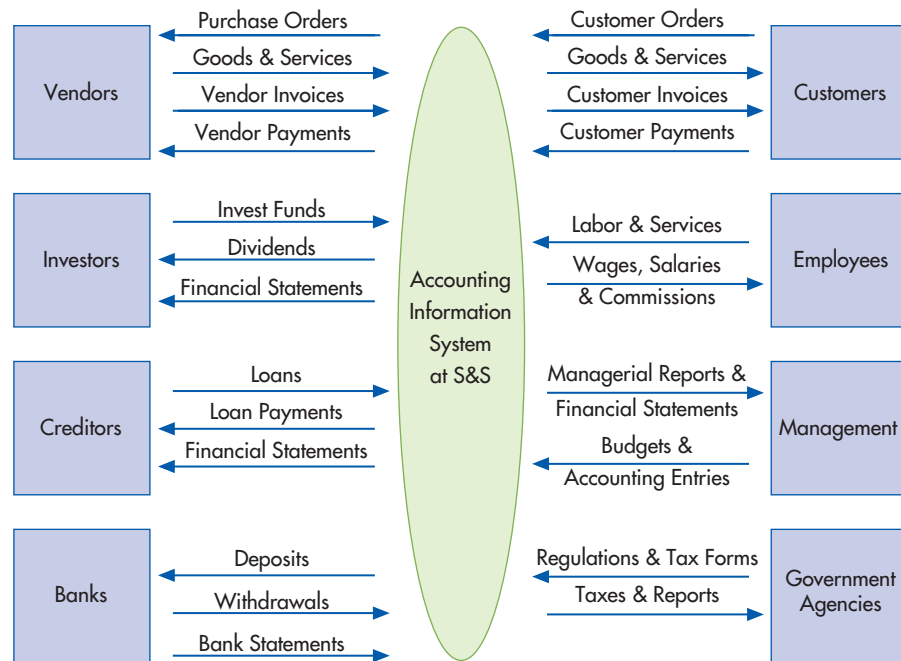 Purchase Orders
Goods & Services
Vendors
Vendor Invoices
Vendor Payments
Customer Orders
Goods & Services
Customers
Customer Invoices
Customer Payments
Invest Funds
Investors
Dividends
Financial Statements
Labor & Services
Employees
Wages, Salaries
& Commissions
Accounting
Information
System
at S&S
Loans
Creditors
Loan Payments
Financial Statements
Managerial Reports &
Financial Statements
Management
Budgets &
Accounting Entries
Deposits
Banks
Withdrawals
Bank Statements
Regulations & Tax Forms
Taxes & Reports
Government
Agencies